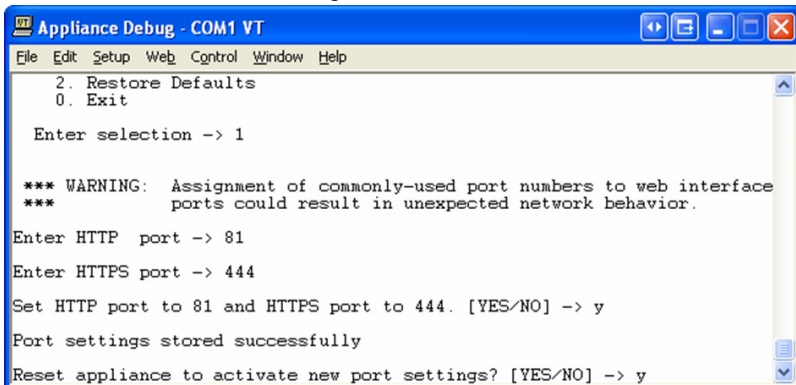 Appliance Debug - COM1 VT
File Edit Setup Web Control Window Help
2. Restore Defaults
0. Exit
Enter selection -> 1
*** WARNING: Assignment of commonly-used port numbers to web interface
*** ports could result in unexpected network behavior.
Enter HTTP port -> 81
Enter HTTPS port -> 444
Set HTTP port to 81 and HTTPS port to 444. [YES/NO] -> y
Port settings stored successfully
Reset appliance to activate new port settings? [YES/NO] -> y